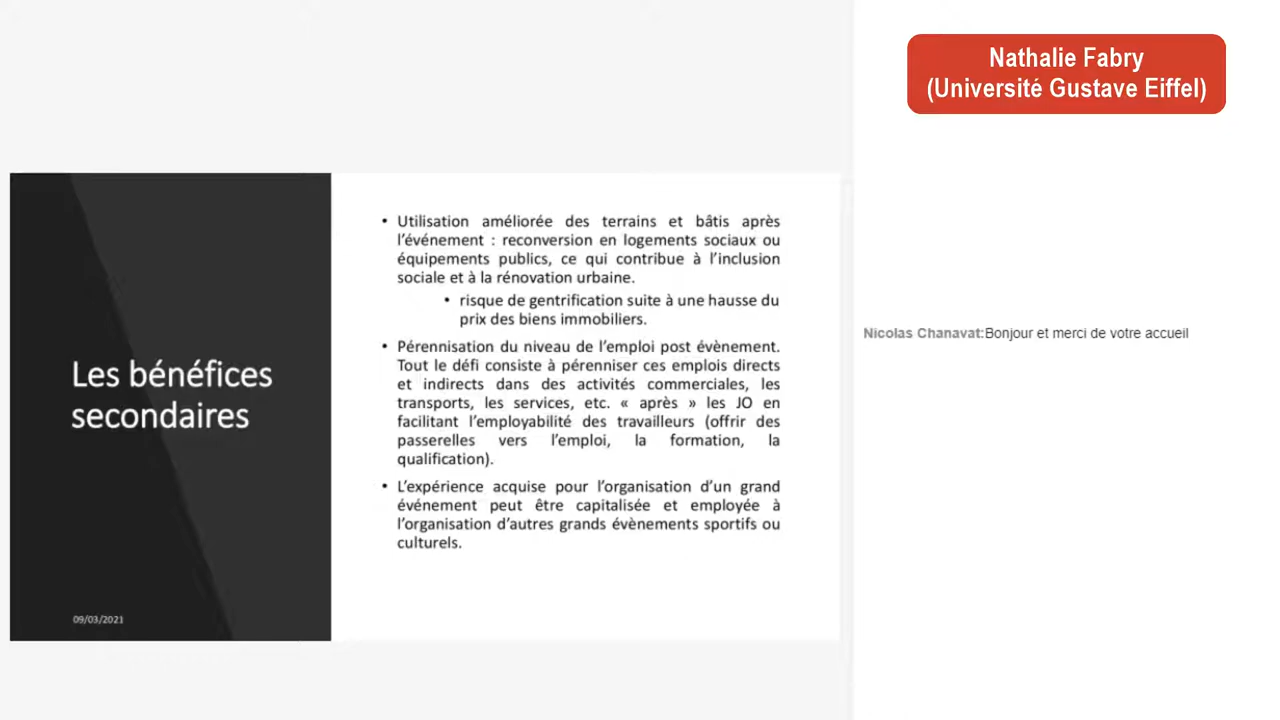 Nathalie Fabry
(Université Gustave Eiffel)
Les bénéfices
secondaires
09/03/2021
• Utilisation améliorée des terrains et bâtis après
l’événement : reconversion en logements sociaux ou
équipements publics, ce qui contribue à l’inclusion
sociale et à la rénovation urbaine.
• risque de gentrification suite à une hausse du
prix des biens immobiliers.
• Pérennisation du niveau de l’emploi post évènement.
Tout le défi consiste à pérenniser ces emplois directs
et indirects dans des activités commerciales, les
transports, les services, etc. « après » les JO en
facilitant l’employabilité des travailleurs (offrir des
passerelles vers l’emploi, la formation, la
qualification).
• L’expérience acquise pour l’organisation d’un grand
événement peut être capitalisée et employée à
l’organisation d’autres grands évènements sportifs ou
culturels.
Nicolas Chanavat:Bonjour et merci de votre accueil